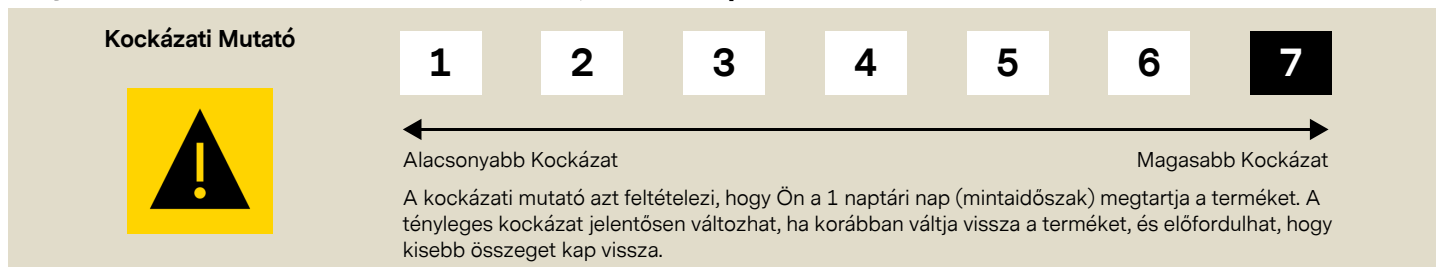 Kockázati Mutató
1 2 3 4 5 6 7
Alacsonyabb Kockázat Magasabb Kockázat
A kockázati mutató azt feltételezi, hogy Ön a 1 naptári nap (mintaidőszak) megtartja a terméket. A
tényleges kockázat jelentősen változhat, ha korábban váltja vissza a terméket, és előfordulhat, hogy
kisebb összeget kap vissza.